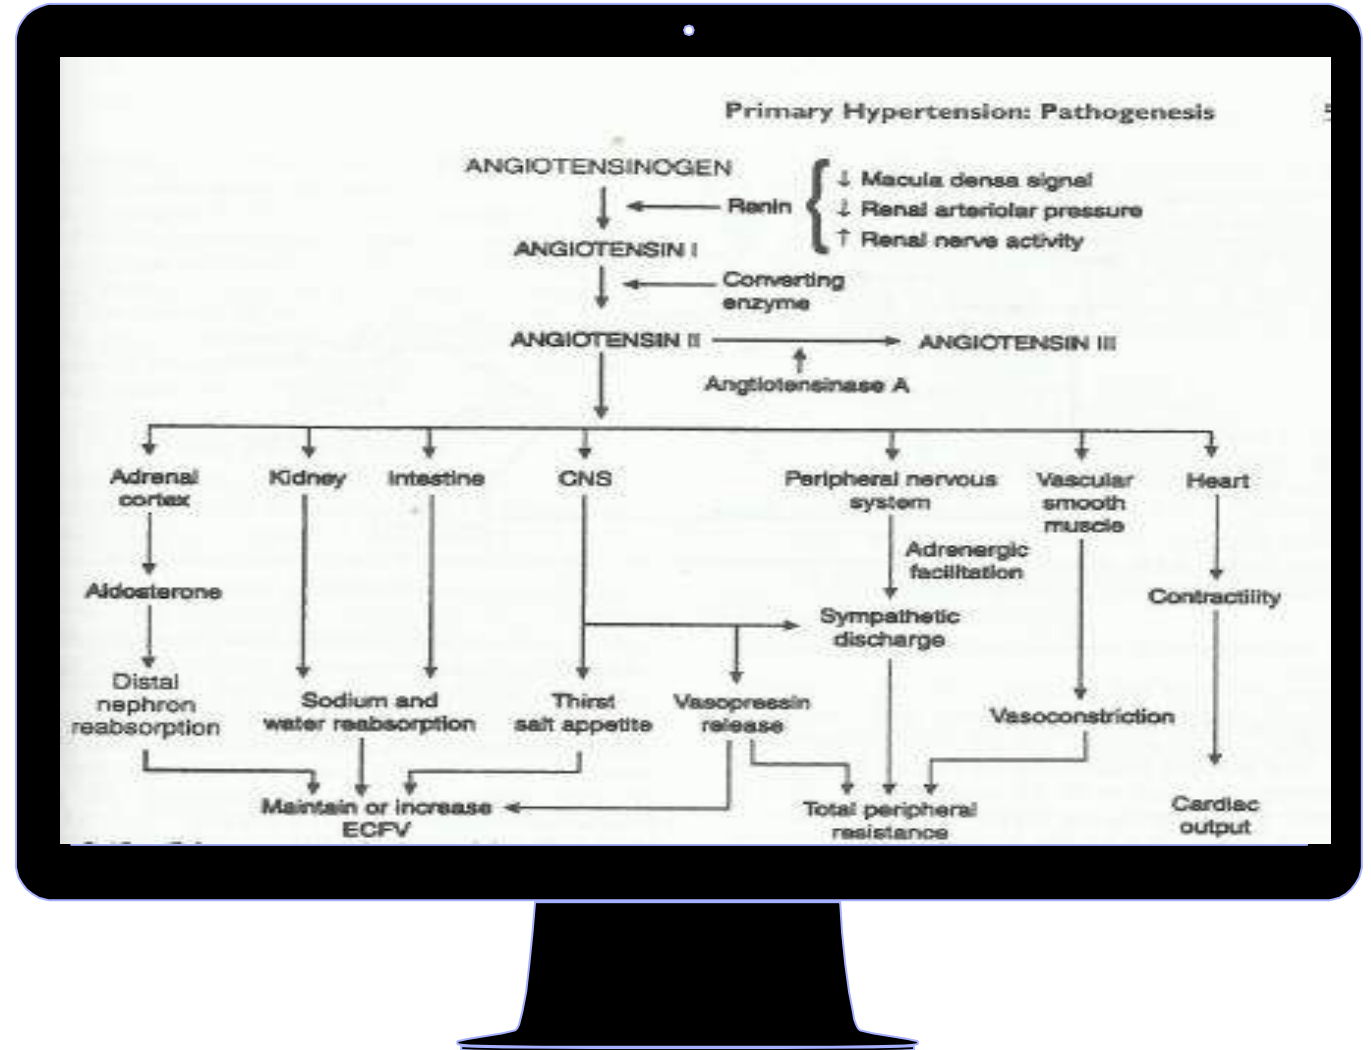 Primary Hypertension: Pathogenesis
ANGIOTENSINOGEN
↓ Macula densa signal
Renin
↓ Renal arteriolar pressure
↑ Renal nerve activity
ANGIOTENSIN I
Converting
enzyme
ANGIOTENSIN II
ANGIOTENSIN III
Angtiotensinase A
Adrenal
cortex
Kidney
Intestine
CNS
Peripheral nervous
system
Vascular
smooth
muscle
Heart
Adrenergic
facilitation
Aldosterone
Contractility
Sympathetic
discharge
Distal
nephron
reabsorption
Sodium and
water reabsorption
Thirst
salt appetite
Vasopressin
release
Vasoconstriction
Maintain or increase
ECFV
Total peripheral
resistance
Cardiac
output